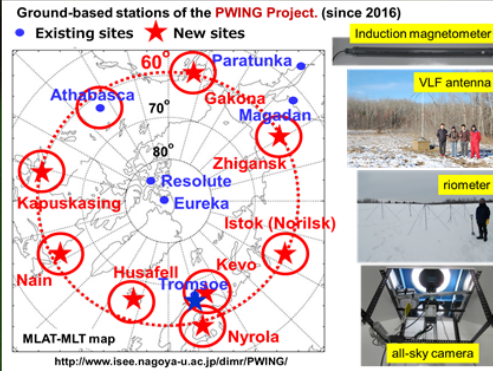 Ground-based stations of the PWING Project. (since 2016)
Existing sites New sites
Induction magnetometer
60°
Paratunka
Athabasca
Gakona
VLF antenna
70°
Magadan
80°
Zhigansk
Resolute
Kapuskasing
Eureka
riometer
Istok (Norilsk)
Kevo
Husafell
Tromsoe
Nain
Nyrola
MLAT-MLT map
all-sky camera
http://www.isee.nagoya-u.ac.jp/dimr/PWING/